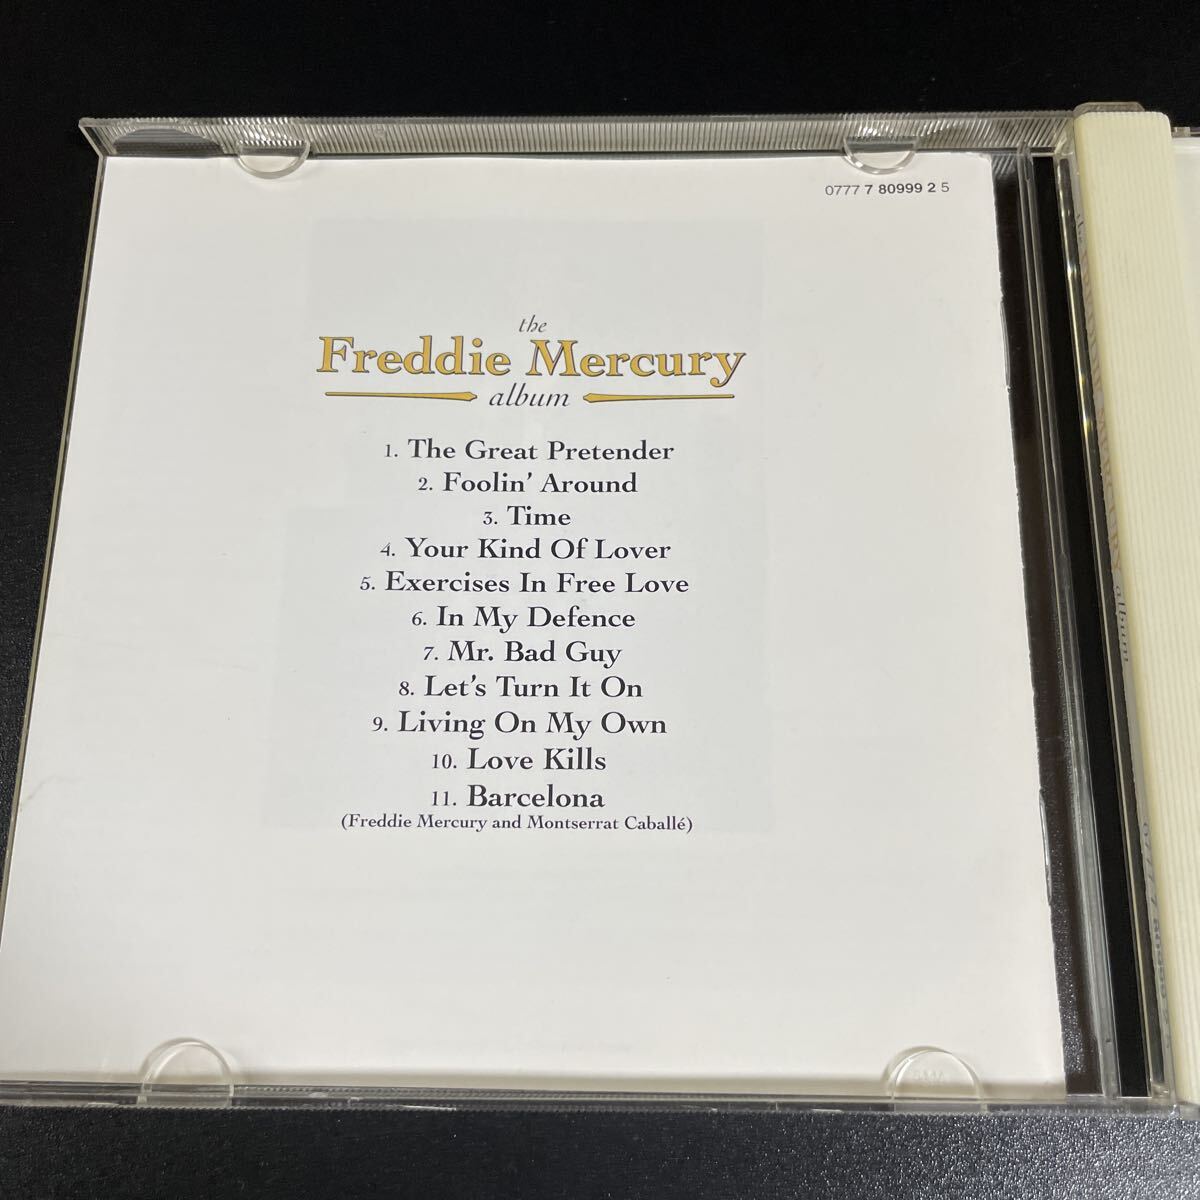 0777 7 80999 2 5
the
Freddie Mercury
album
1. The Great Pretender
2. Foolin' Around
3. Time
4. Your Kind Of Lover
5. Exercises In Free Love
6. In My Defence
7. Mr. Bad Guy
8. Let's Turn It On
9. Living On My Own
10. Love Kills
11. Barcelona
(Freddie Mercury and Montserrat Caballé)
album